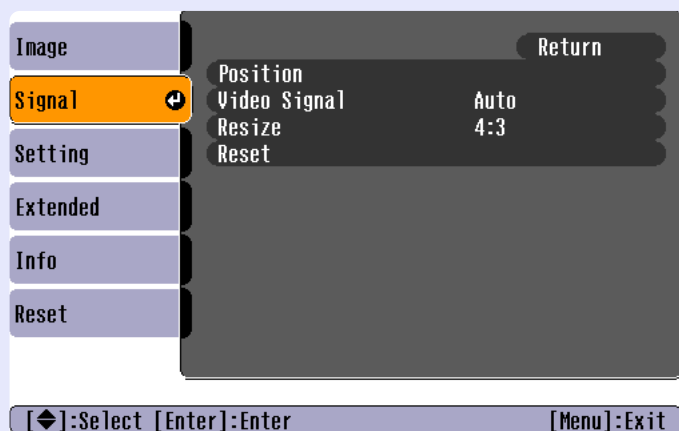 Image
Signal
Setting
Extended
Info
Reset
Return
Position
Video Signal Auto
Resize 4:3
Reset
[◆]:Select [Enter]:Enter [Menu]:Exit